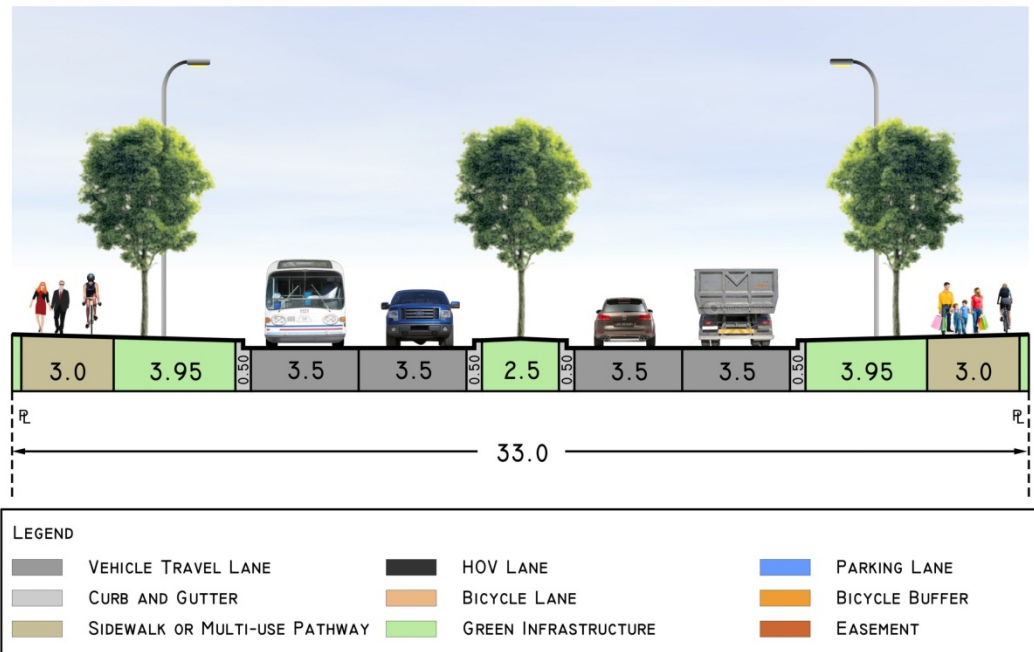 3.0 3.95 0.50 3.5 3.5 0.50 2.5 0.50 3.5 3.5 0.50 3.95 3.0
PL PL
33.0
LEGEND
VEHICLE TRAVEL LANE HOV LANE PARKING LANE
CURB AND GUTTER BICYCLE LANE BICYCLE BUFFER
SIDEWALK OR MULTI-USE PATHWAY GREEN INFRASTRUCTURE EASEMENT